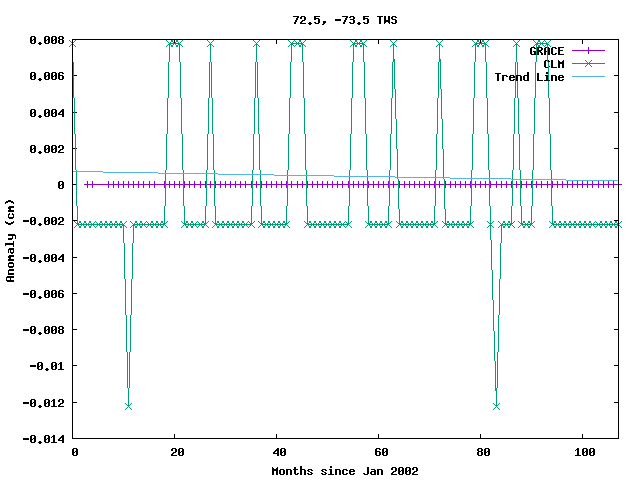 72.5, -73.5 TWS
GRACE
CLM
Trend Line
0.008
0.006
0.004
0.002
0
-0.002
-0.004
-0.006
-0.008
-0.01
-0.012
-0.014
Anomaly (cm)
0 20 40 60 80 100
Months since Jan 2002